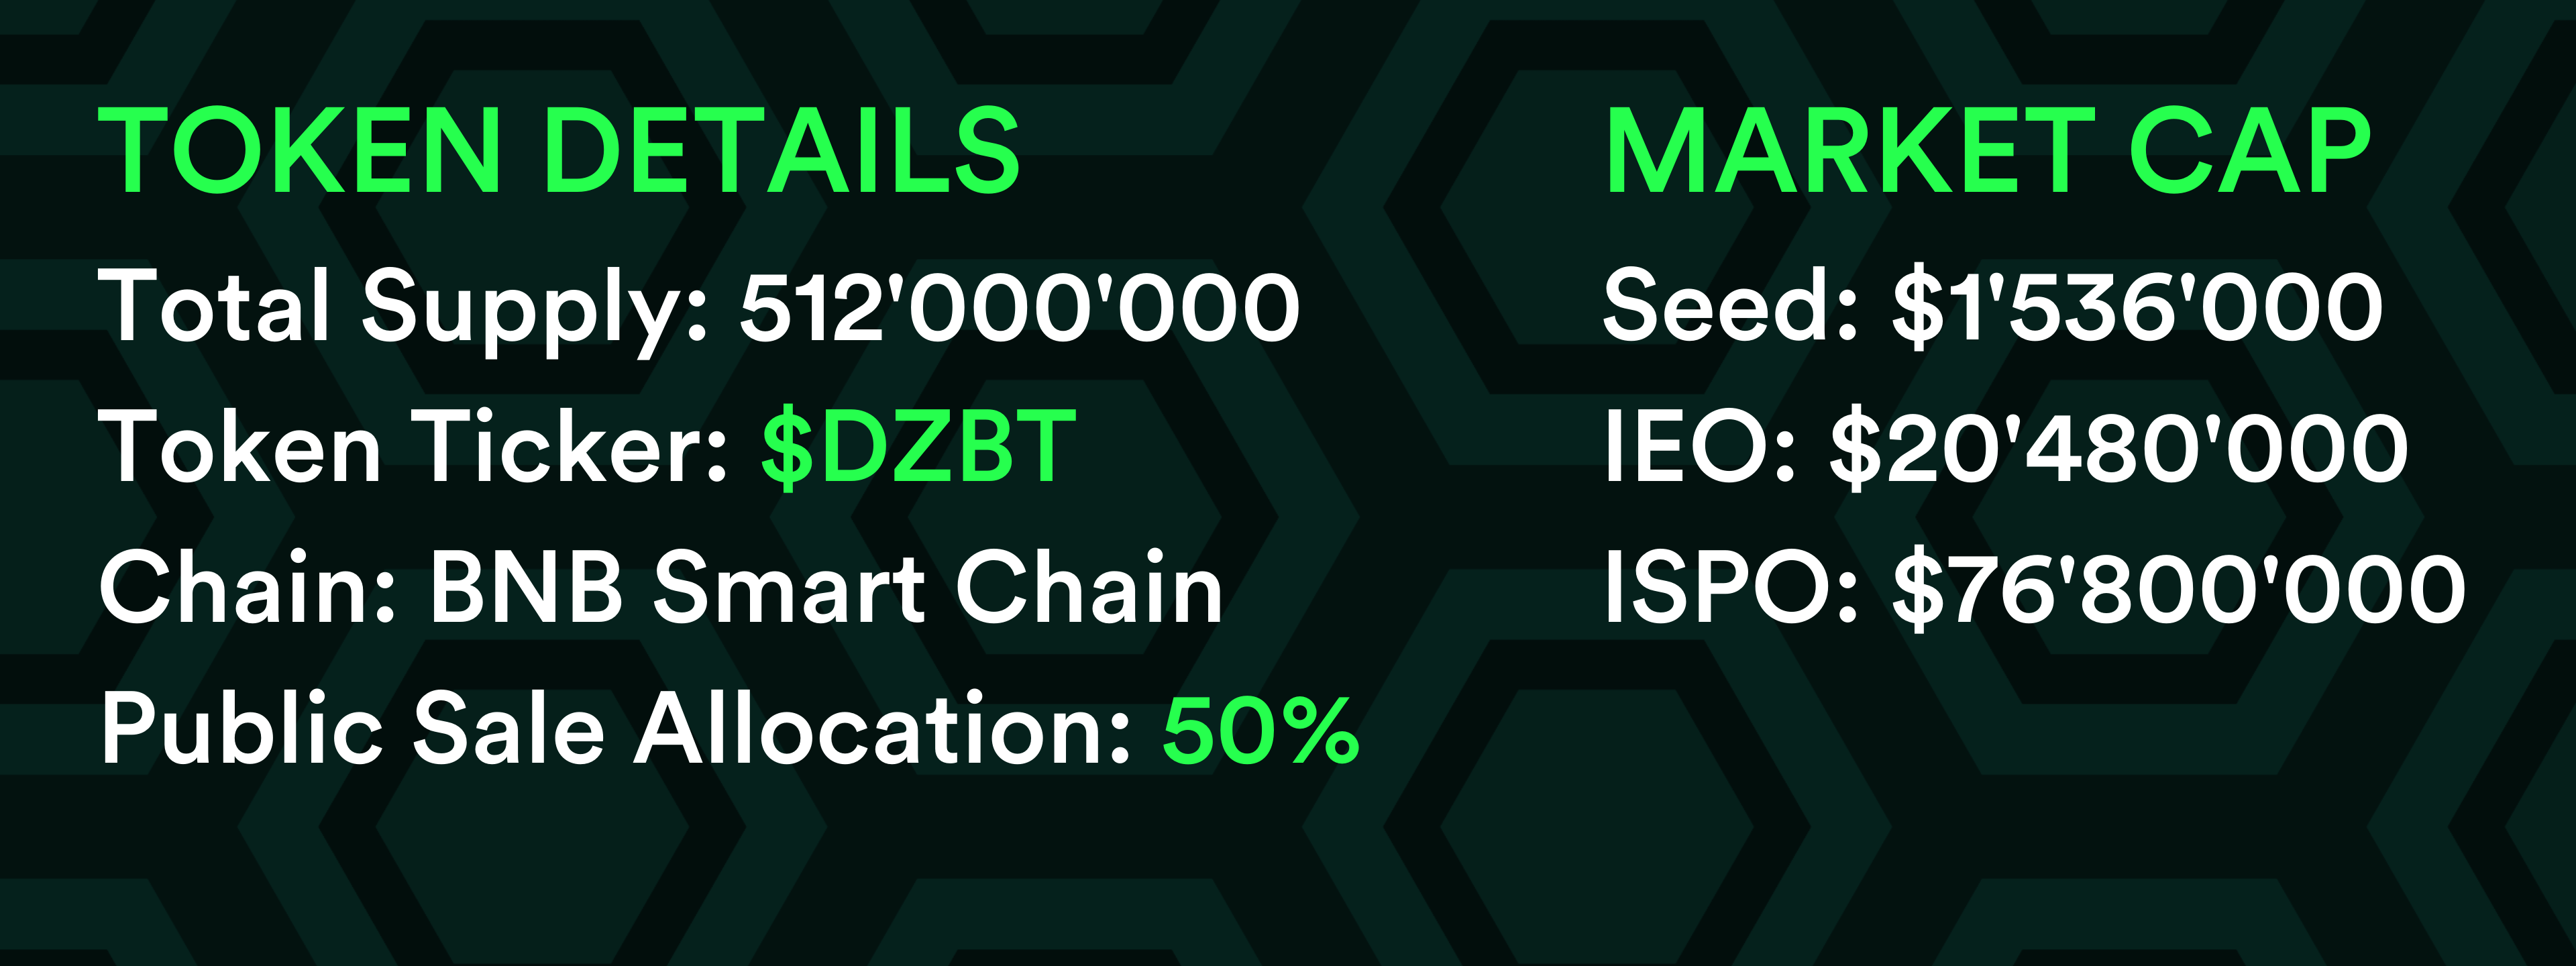 TOKEN DETAILS
Total Supply: 512'000'000
Token Ticker: $DZBT
Chain: BNB Smart Chain
Public Sale Allocation: 50%
MARKET CAP
Seed: $1'536'000
IEO: $20'480'000
ISPO: $76'800'000